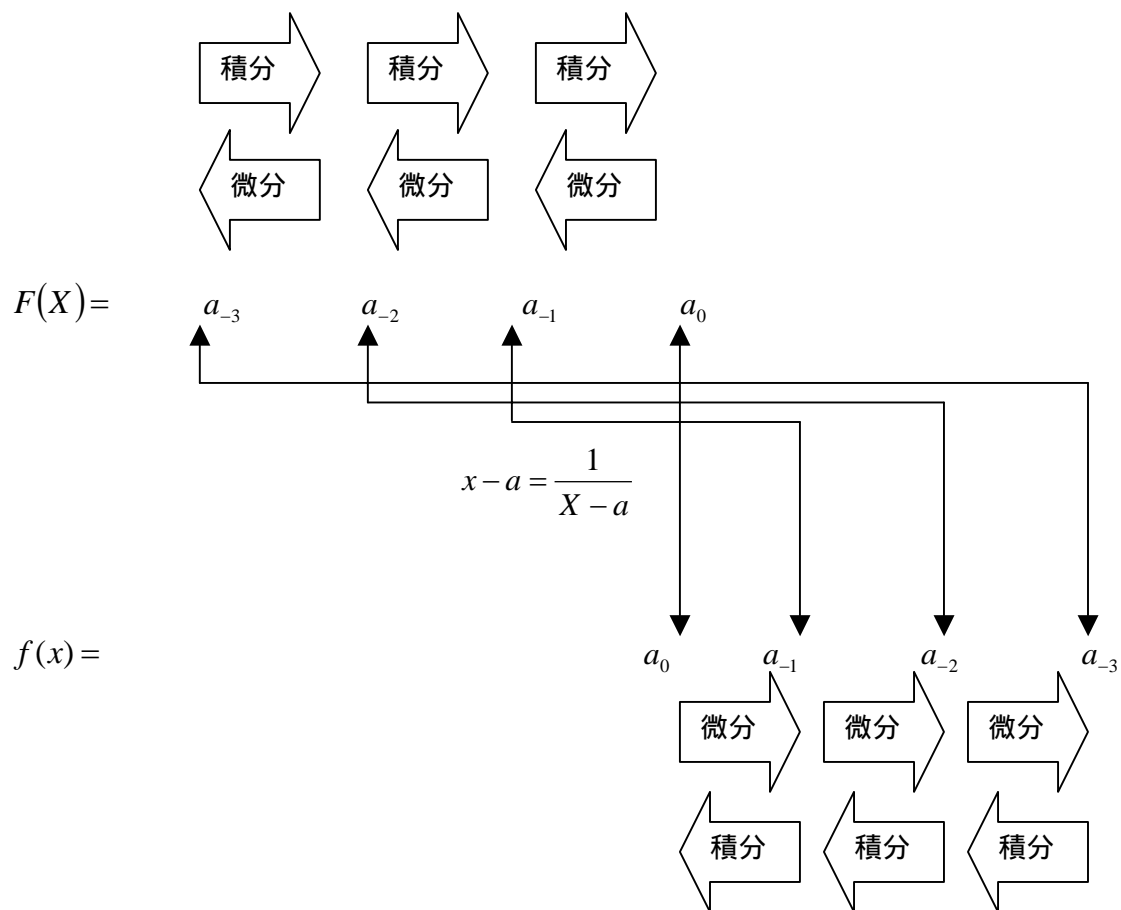 積分 積分 積分
微分 微分 微分
F(X)= a₋₃ a₋₂ a₋₁ a₀
x − a = 1 / (X − a)
f(x) = a₀ a₋₁ a₋₂ a₋₃
微分 微分 微分
積分 積分 積分